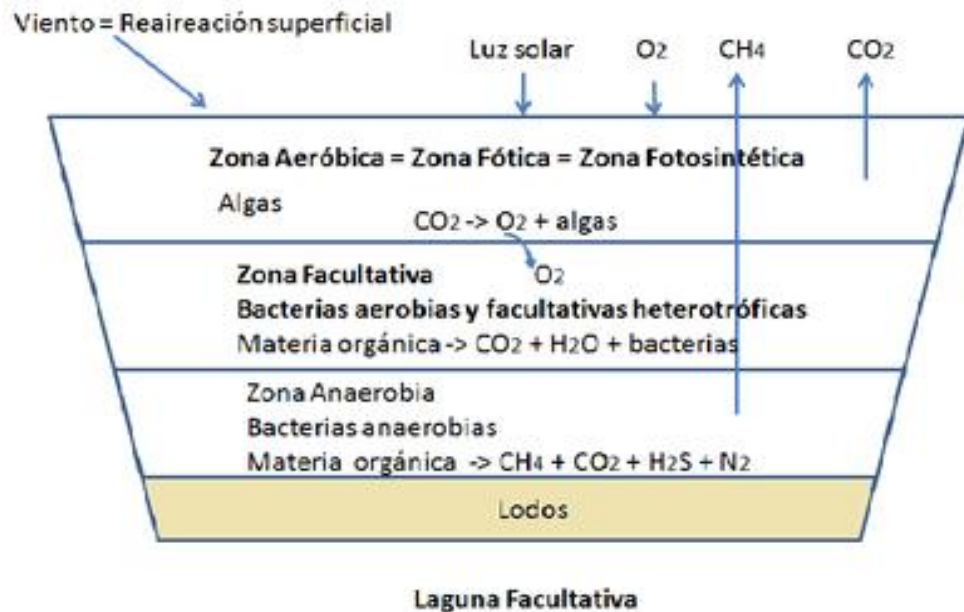 Viento = Reaireación superficial
Luz solar O2 CH4 CO2
Zona Aeróbica = Zona Fótica = Zona Fotosintética
Algas
CO2 -> O2 + algas
Zona Facultativa O2
Bacterias aerobias y facultativas heterotróficas
Materia orgánica -> CO2 + H2O + bacterias
Zona Anaerobia
Bacterias anaerobias
Materia orgánica -> CH4 + CO2 + H2S + N2
Lodos
Laguna Facultativa